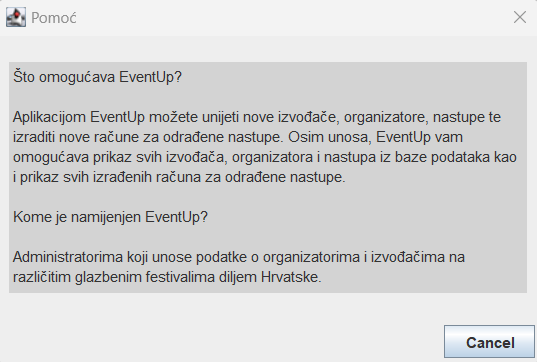 Pomoć
Što omogućava EventUp?
Aplikacijom EventUp možete unijeti nove izvođače, organizatore, nastupe te
izraditi nove račune za odrađene nastupe. Osim unosa, EventUp vam
omogućava prikaz svih izvođača, organizatora i nastupa iz baze podataka kao
i prikaz svih izrađenih računa za odrađene nastupe.
Kome je namijenjen EventUp?
Administratorima koji unose podatke o organizatorima i izvođačima na
različitim glazbenim festivalima diljem Hrvatske.
Cancel